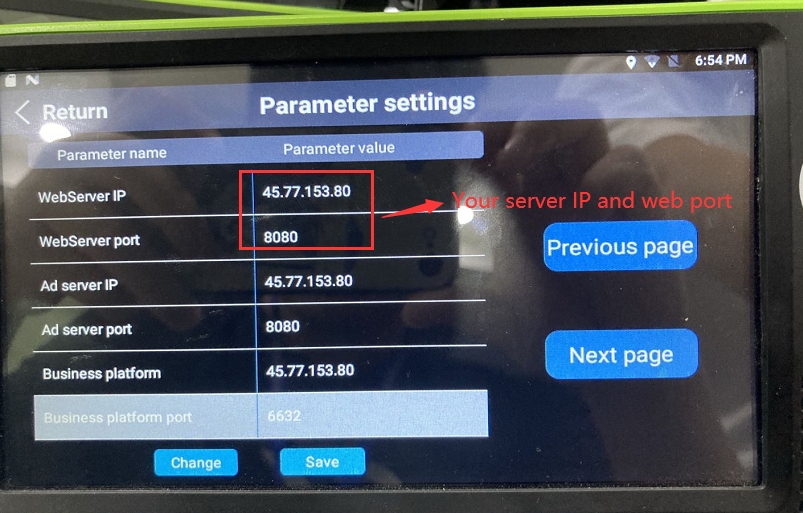 6:54 PM
Return
Parameter settings
Parameter name Parameter value
WebServer IP 45.77.153.80
Your server IP and web port
WebServer port 8080
Previous page
Ad server IP 45.77.153.80
Ad server port 8080
Next page
Business platform 45.77.153.80
Business platform port 6632
Change Save